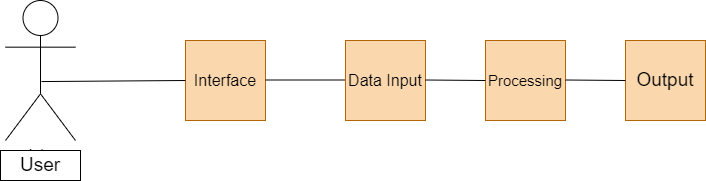 Interface
Data Input
Processing
Output
User